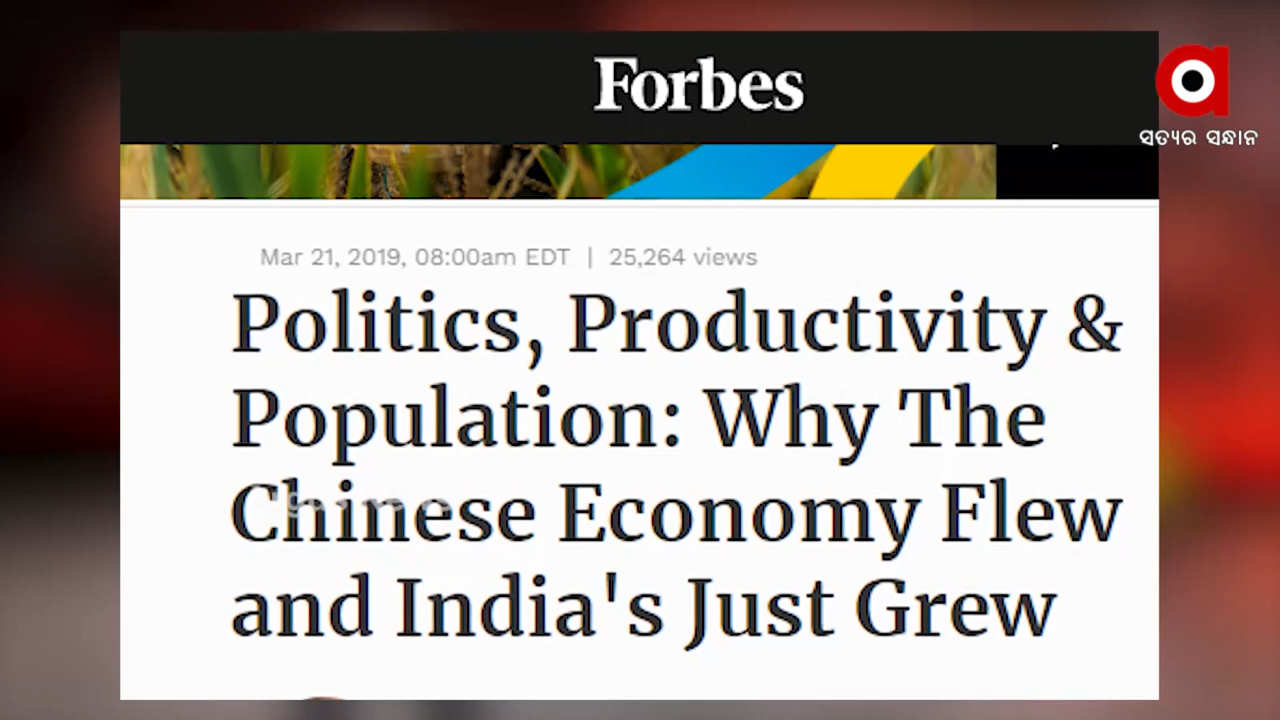 Forbes
ସତ୍ୟର ସନ୍ଧାନ
Mar 21, 2019, 08:00am EDT | 25,264 views
Politics, Productivity &
Population: Why The
Chinese Economy Flew
and India's Just Grew